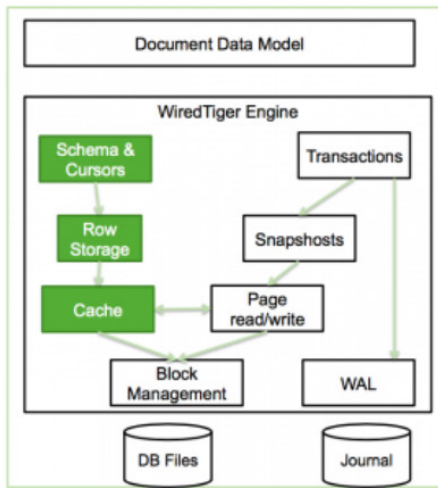 Document Data Model
WiredTiger Engine
Schema &
Cursors
Transactions
Row
Storage
Snapshosts
Cache
Page
read/write
Block
Management
WAL
DB Files
Journal